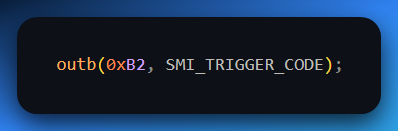 outb(0xB2, SMI_TRIGGER_CODE);